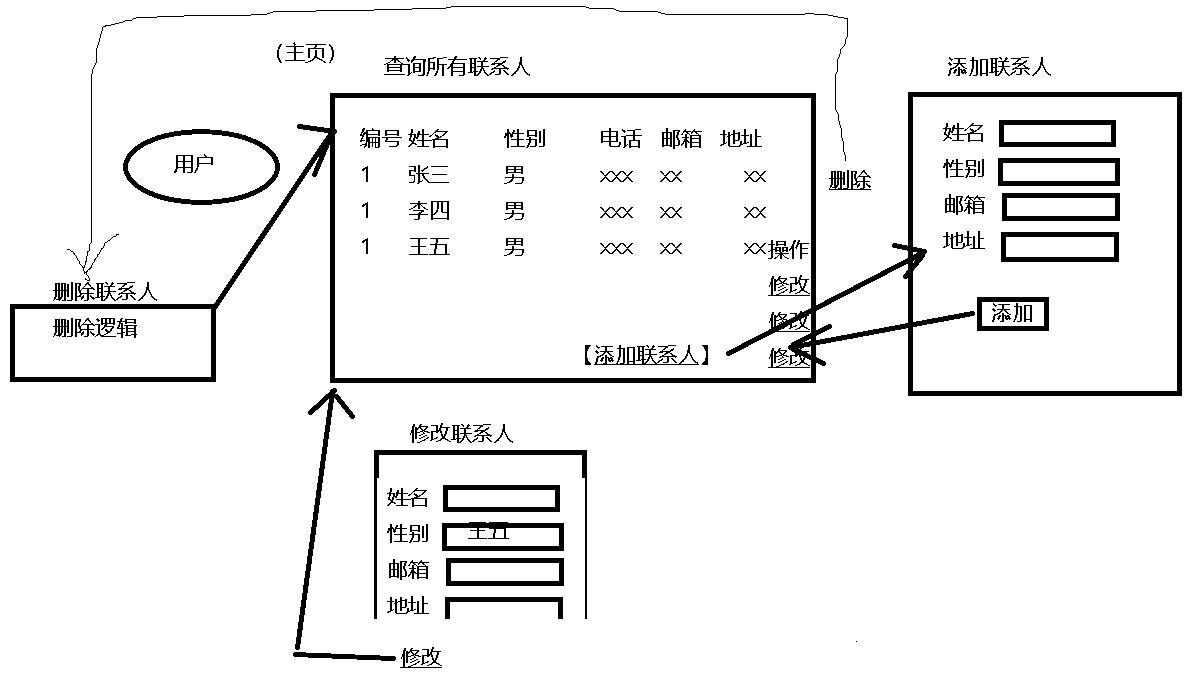 （主页）
查询所有联系人
编号 姓名 性别 电话 邮箱 地址
1 张三 男 xxx xx xx
1 李四 男 xxx xx xx
1 王五 男 xxx xx xx
操作
修改
修改
修改
【添加联系人】
删除
用户
删除联系人
删除逻辑
添加联系人
姓名
性别
邮箱
地址
添加
修改联系人
姓名
性别 王五
邮箱
地址
修改